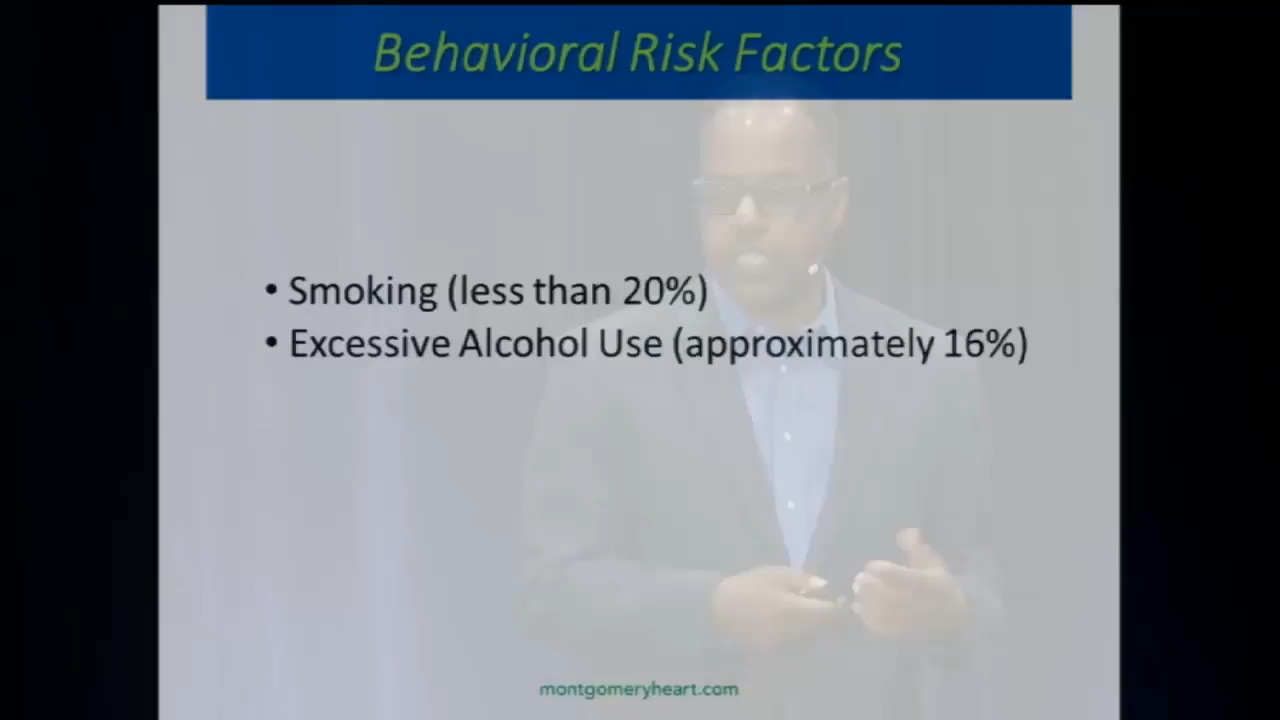 Behavioral Risk Factors
• Smoking (less than 20%)
• Excessive Alcohol Use (approximately 16%)
montgomeryheart.com